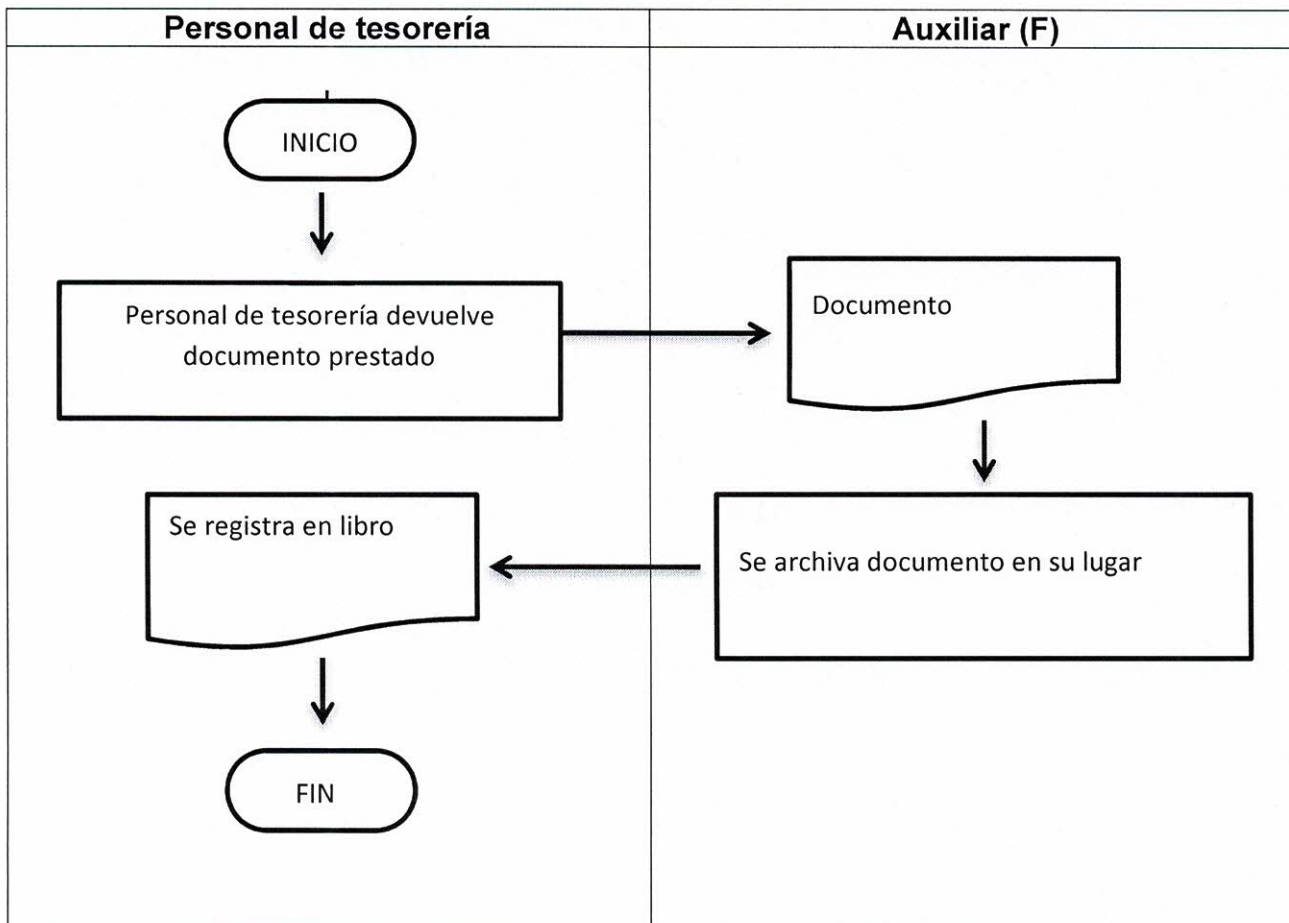 Personal de tesorería
Auxiliar (F)
INICIO
Personal de tesorería devuelve
documento prestado
Documento
Se archiva documento en su lugar
Se registra en libro
FIN